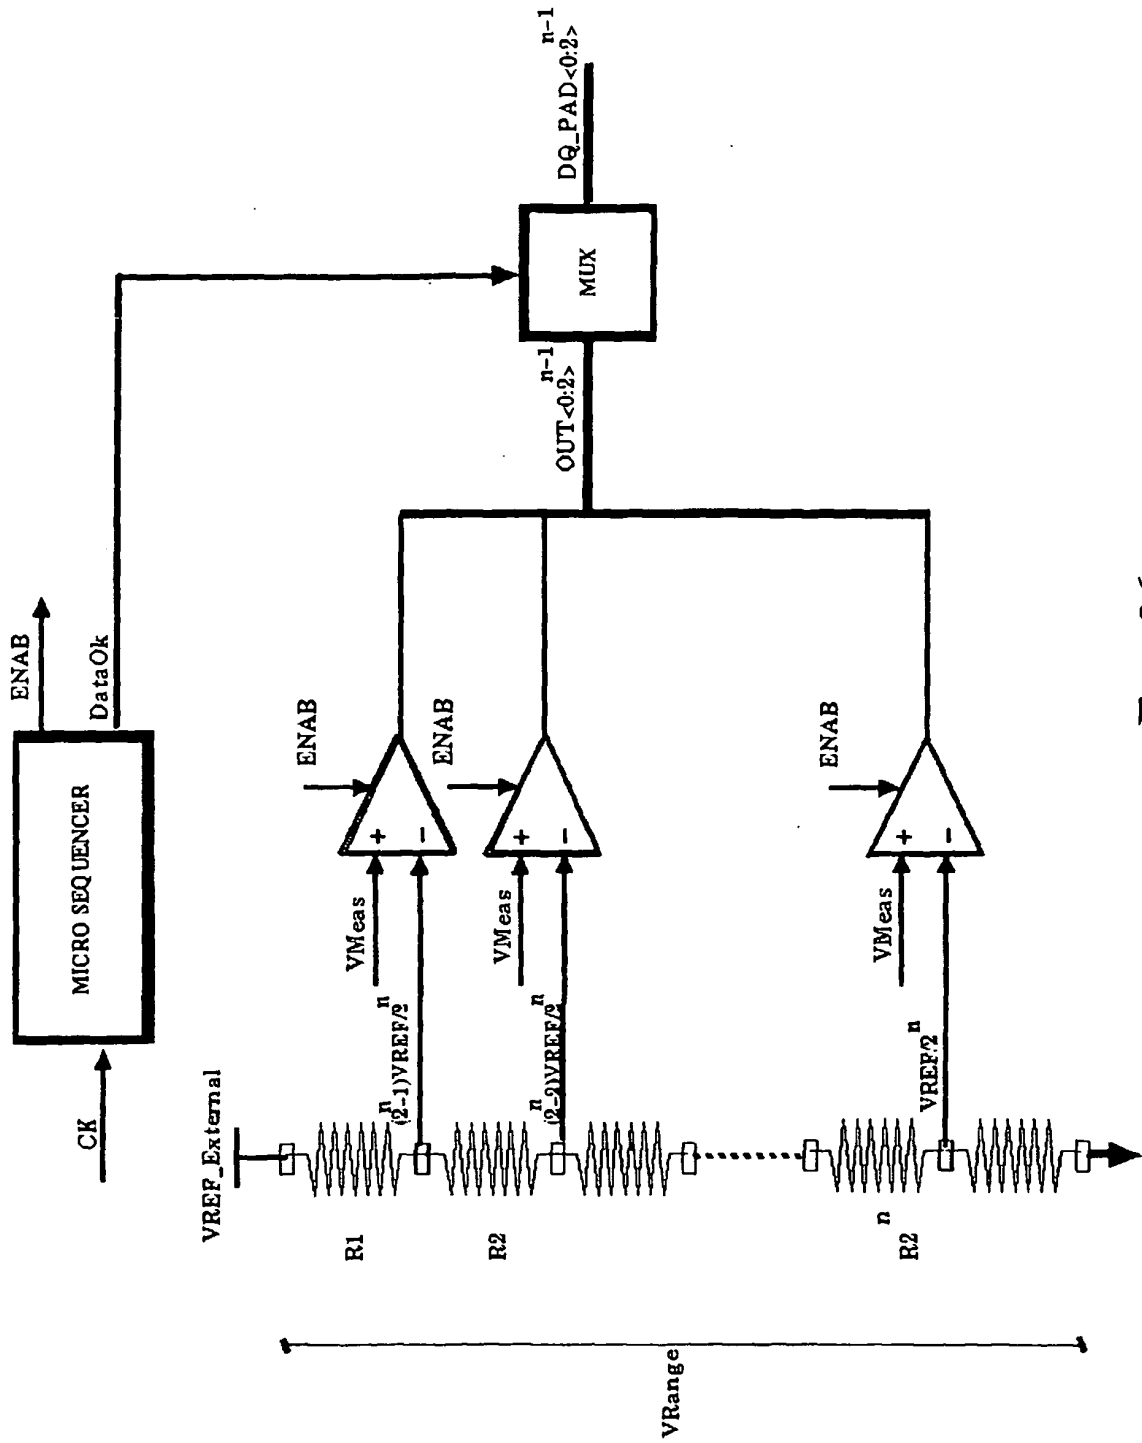 CK
MICRO SEQUENCER
ENAB
DataOk
VREF_External
R1
R2
n
R2
VRange
n n
(2-1)VREF/2
n n
(2-2)VREF/2
n
VREF/2
VMeas
VMeas
VMeas
+
-
+
-
+
-
ENAB
ENAB
ENAB
n-1
OUT<0:2>
MUX
n-1
DQ_PAD<0:2>